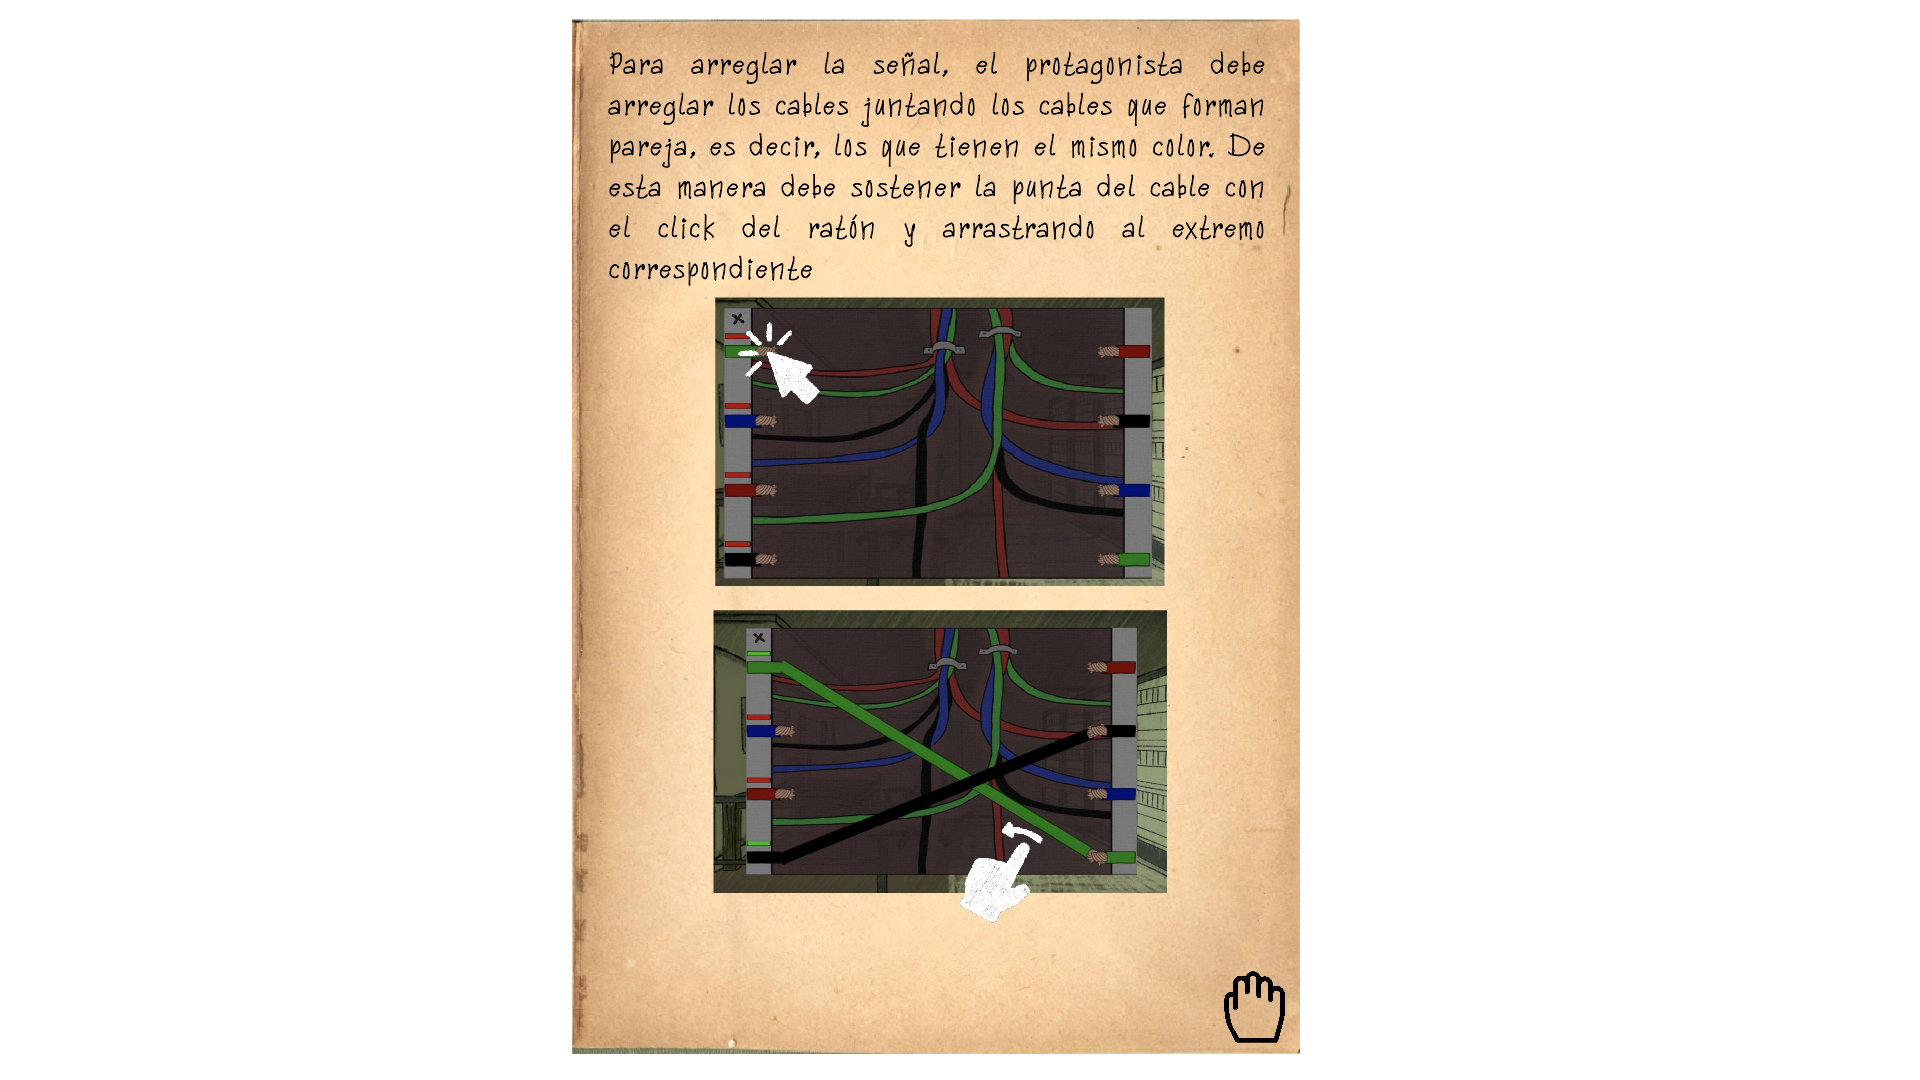 Para arreglar la señal, el protagonista debe
arreglar los cables juntando los cables que forman
pareja, es decir, los que tienen el mismo color. De
esta manera debe sostener la punta del cable con
el click del ratón y arrastrando al extremo
correspondiente